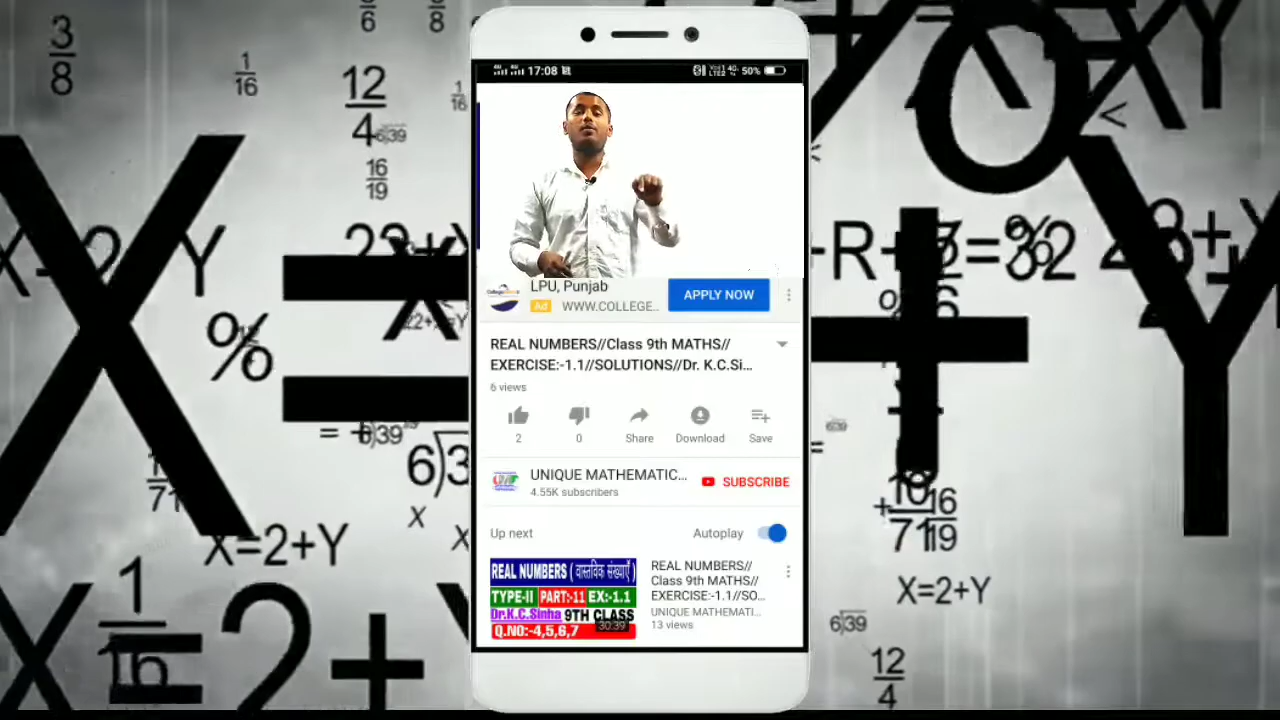 17:08
50%
LPU, Punjab
Ad WWW.COLLEGE..
APPLY NOW
REAL NUMBERS//Class 9th MATHS//
EXERCISE:-1.1//SOLUTIONS//Dr. K.C.Si...
6 views
2
0
Share
Download
Save
UNIQUE MATHEMATIC...
4.55K subscribers
SUBSCRIBE
Up next
Autoplay
REAL NUMBERS ( वास्तविक संख्याएँ )
TYPE-II PART:-11 EX:-1.1
Dr.K.C.Sinha 9TH CLASS
Q.NO:-4,5,6,7
30:39
REAL NUMBERS//
Class 9th MATHS//
EXERCISE:-1.1//SO...
UNIQUE MATHEMATI...
13 views
3
8
1
16
12
4
6)39
16
19
%
X=2+Y
1
16
X=2+Y
6)39
12
4